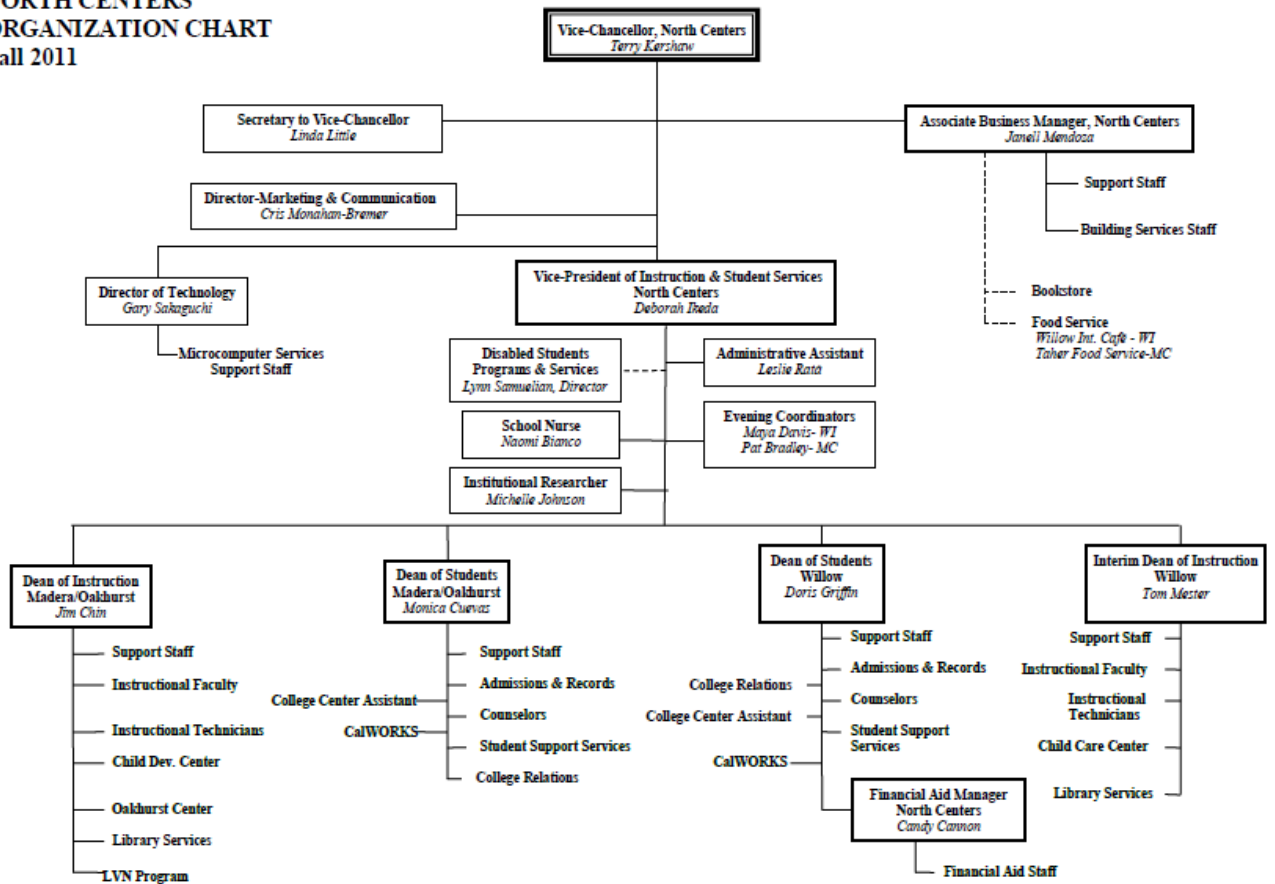 NORTH CENTERS
ORGANIZATION CHART
all 2011
Vice-Chancellor, North Centers
Terry Kershaw
Secretary to Vice-Chancellor
Linda Little
Associate Business Manager, North Centers
Janell Mendoza
Support Staff
Building Services Staff
Bookstore
Food Service
Willow Int. Café - WI
Taher Food Service-MC
Director-Marketing & Communication
Cris Monahan-Bremer
Director of Technology
Gary Sakaguchi
Microcomputer Services
Support Staff
Vice-President of Instruction & Student Services
North Centers
Deborah Ikeda
Disabled Students
Programs & Services
Lynn Samuelian, Director
Administrative Assistant
Leslie Rata
School Nurse
Naomi Bianco
Evening Coordinators
Maya Davis- WI
Pat Bradley- MC
Institutional Researcher
Michelle Johnson
Dean of Instruction
Madera/Oakhurst
Jim Chin
Support Staff
Instructional Faculty
Instructional Technicians
Child Dev. Center
Oakhurst Center
Library Services
LVN Program
Dean of Students
Madera/Oakhurst
Monica Cuevas
Support Staff
Admissions & Records
College Center Assistant
Counselors
CalWORKS
Student Support Services
College Relations
Dean of Students
Willow
Doris Griffin
Support Staff
Admissions & Records
College Relations
Counselors
College Center Assistant
Student Support
Services
CalWORKS
Financial Aid Manager
North Centers
Candy Cannon
Financial Aid Staff
Interim Dean of Instruction
Willow
Tom Mester
Support Staff
Instructional Faculty
Instructional
Technicians
Child Care Center
Library Services